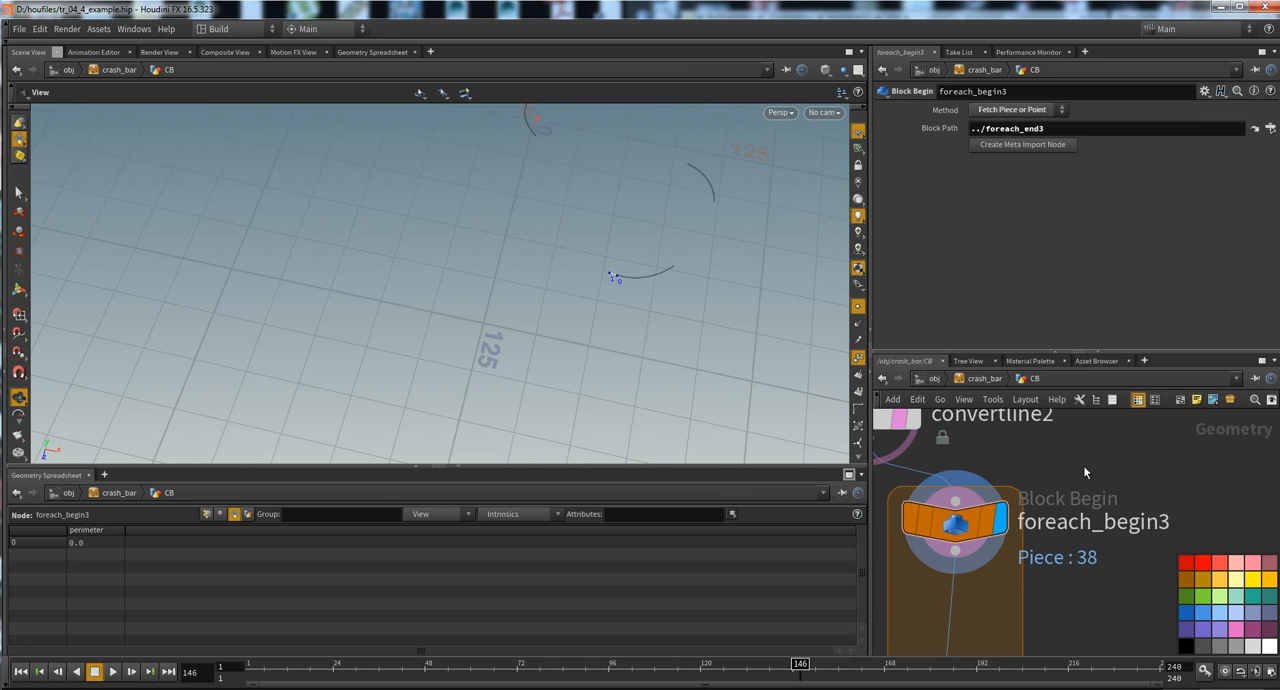 D:/houfiles/tr_04_4_example.hip - Houdini FX 16.5.323
File Edit Render Assets Windows Help Build Main Main
Scene View Animation Editor Render View Composite View Motion FX View Geometry Spreadsheet
obj crash_bar CB
View
Persp No cam
125
125
0
1 0
Geometry Spreadsheet
obj crash_bar CB
Node: foreach_begin3 Group: View Intrinsics Attributes:
perimeter
0 0.0
foreach_begin3 Take List Performance Monitor
obj crash_bar CB
Block Begin foreach_begin3
Method Fetch Piece or Point
Block Path ../foreach_end3
Create Meta Import Node
/obj/crash_bar/CB Tree View Material Palette Asset Browser
obj crash_bar CB
Add Edit Go View Tools Layout Help
convertline2
Geometry
Block Begin
foreach_begin3
Piece : 38
146 1 1 24 48 72 96 120 146 168 192 216 2 240
1 240